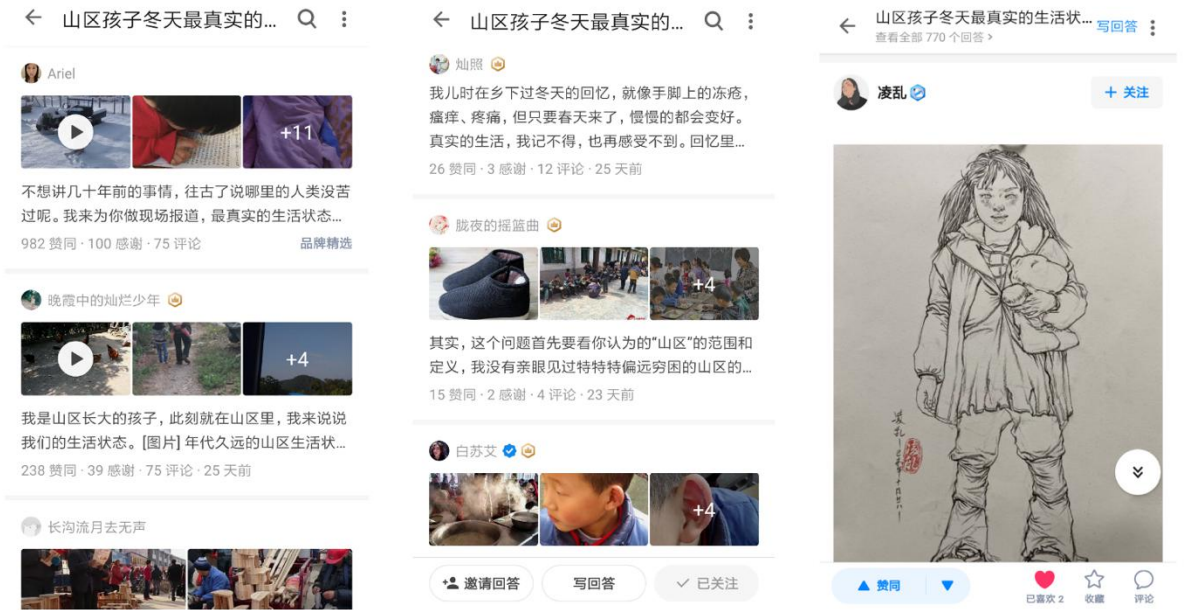 山区孩子冬天最真实的...
Ariel
+11
不想讲几十年前的事情，往古了说哪里的人类没苦
过呢。我来为你做现场报道，最真实的生活状态...
982 赞同 · 100 感谢 · 75 评论
品牌精选
晚霞中的灿烂少年
+4
我是山区长大的孩子，此刻就在山区里，我来说说
我们的生活状态。[图片] 年代久远的山区生活状...
238 赞同 · 39 感谢 · 75 评论 · 25 天前
长沟流月去无声
山区孩子冬天最真实的...
灿照
我儿时在乡下过冬天的回忆，就像手脚上的冻疮，
瘟痒、疼痛，但只要春天来了，慢慢的都会变好。
真实的生活，我记不得，也再感受不到。回忆里...
26 赞同 · 3 感谢 · 12 评论 · 25 天前
胧夜的摇篮曲
+4
其实，这个问题首先要看你认为的“山区”的范围和
定义，我没有亲眼见过特特特偏远穷困的山区的...
15 赞同 · 2 感谢 · 4 评论 · 23 天前
白苏艾
+4
邀请回答
写回答
已关注
山区孩子冬天最真实的生活状...
查看全部 770 个回答 >
写回答
凌乱
+ 关注
凌乱
赞同
已喜欢 2
收藏
评论